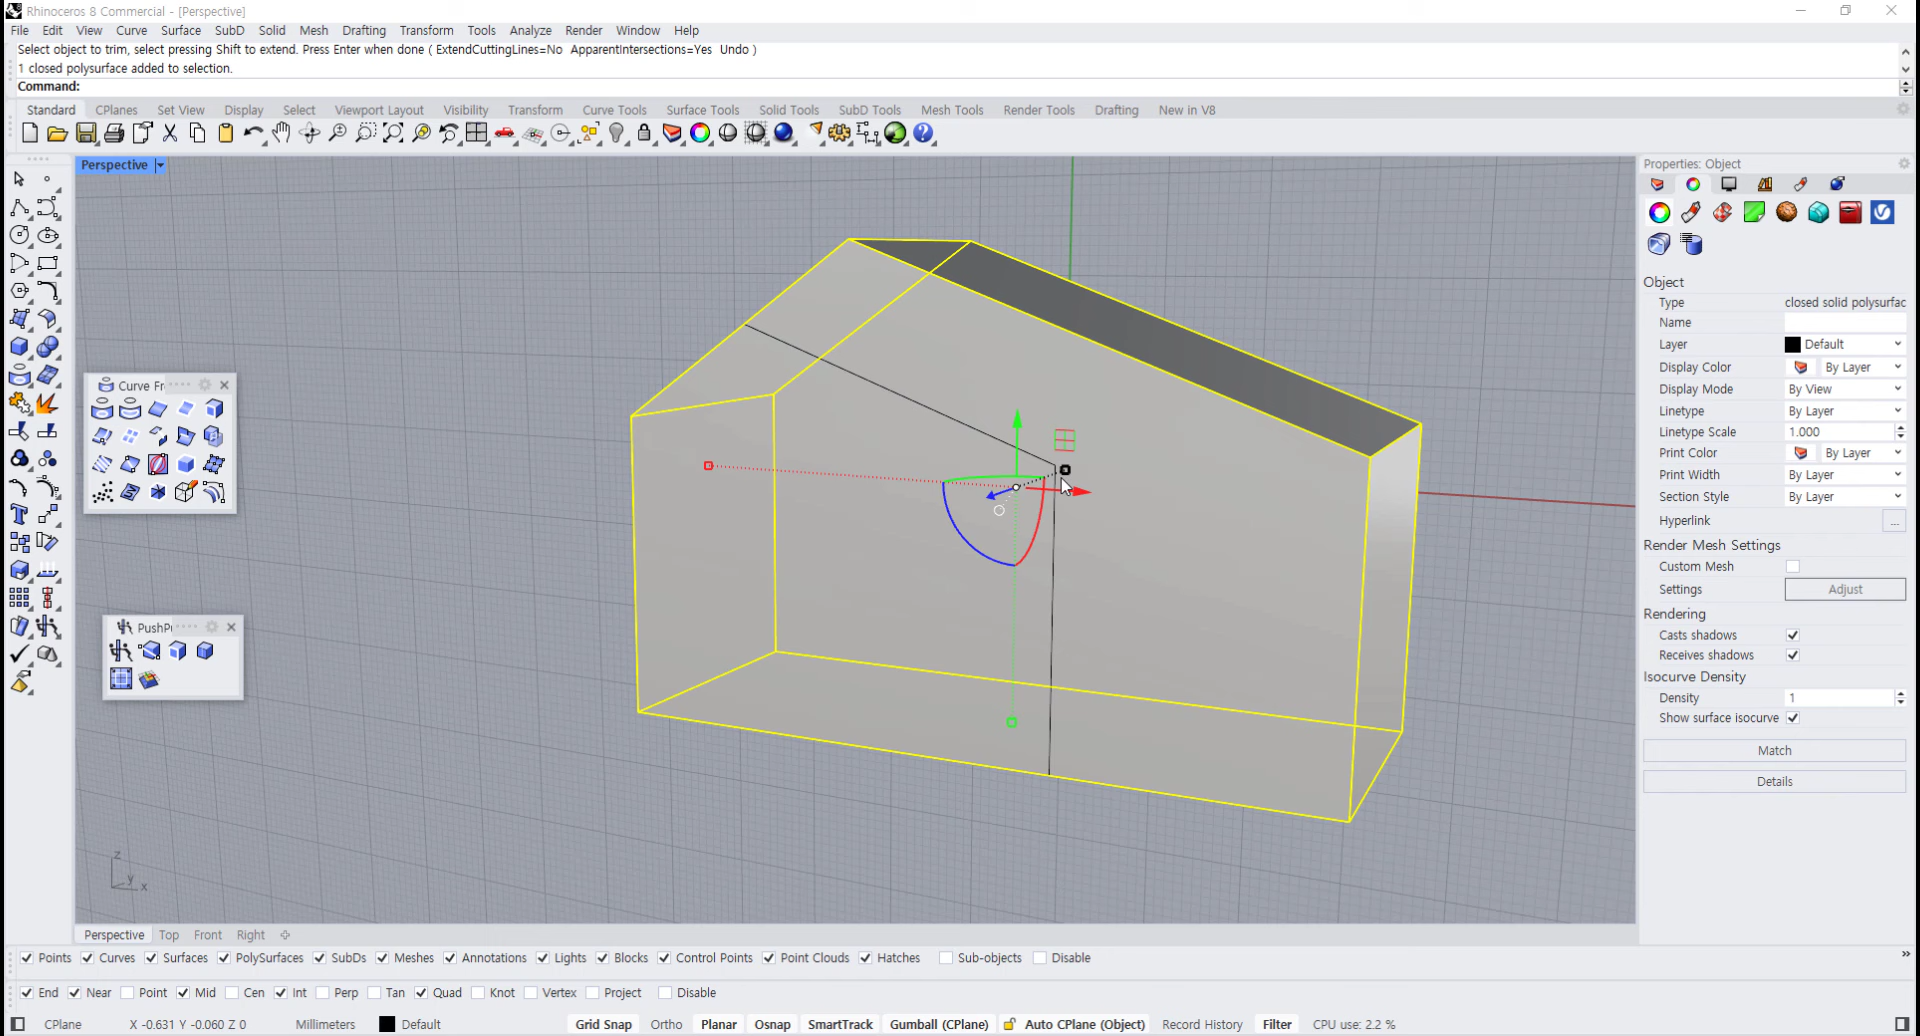 Rhinoceros 8 Commercial - [Perspective]
File Edit View Curve Surface SubD Solid Mesh Drafting Transform Tools Analyze Render Window Help
Select object to trim, select pressing Shift to extend. Press Enter when done ( ExtendCuttingLines=No ApparentIntersections=Yes Undo )
1 closed polysurface added to selection.
Command:
Standard CPlanes Set View Display Select Viewport Layout Visibility Transform Curve Tools Surface Tools Solid Tools SubD Tools Mesh Tools Render Tools Drafting New in V8
Perspective
Properties: Object
Object
Type closed solid polysurfac
Name
Layer Default
Display Color By Layer
Display Mode By View
Linetype By Layer
Linetype Scale 1.000
Print Color By Layer
Print Width By Layer
Section Style By Layer
Hyperlink ...
Render Mesh Settings
Custom Mesh
Settings Adjust
Rendering
Casts shadows
Receives shadows
Isocurve Density
Density 1
Show surface isocurve
Match
Details
Curve Fr
PushP
z
y
x
Perspective Top Front Right
Points Curves Surfaces PolySurfaces SubDs Meshes Annotations Lights Blocks Control Points Point Clouds Hatches Sub-objects Disable
End Near Point Mid Cen Int Perp Tan Quad Knot Vertex Project Disable
CPlane X -0.631 Y -0.060 Z 0 Millimeters Default Grid Snap Ortho Planar Osnap SmartTrack Gumball (CPlane) Auto CPlane (Object) Record History Filter CPU use: 2.2 %